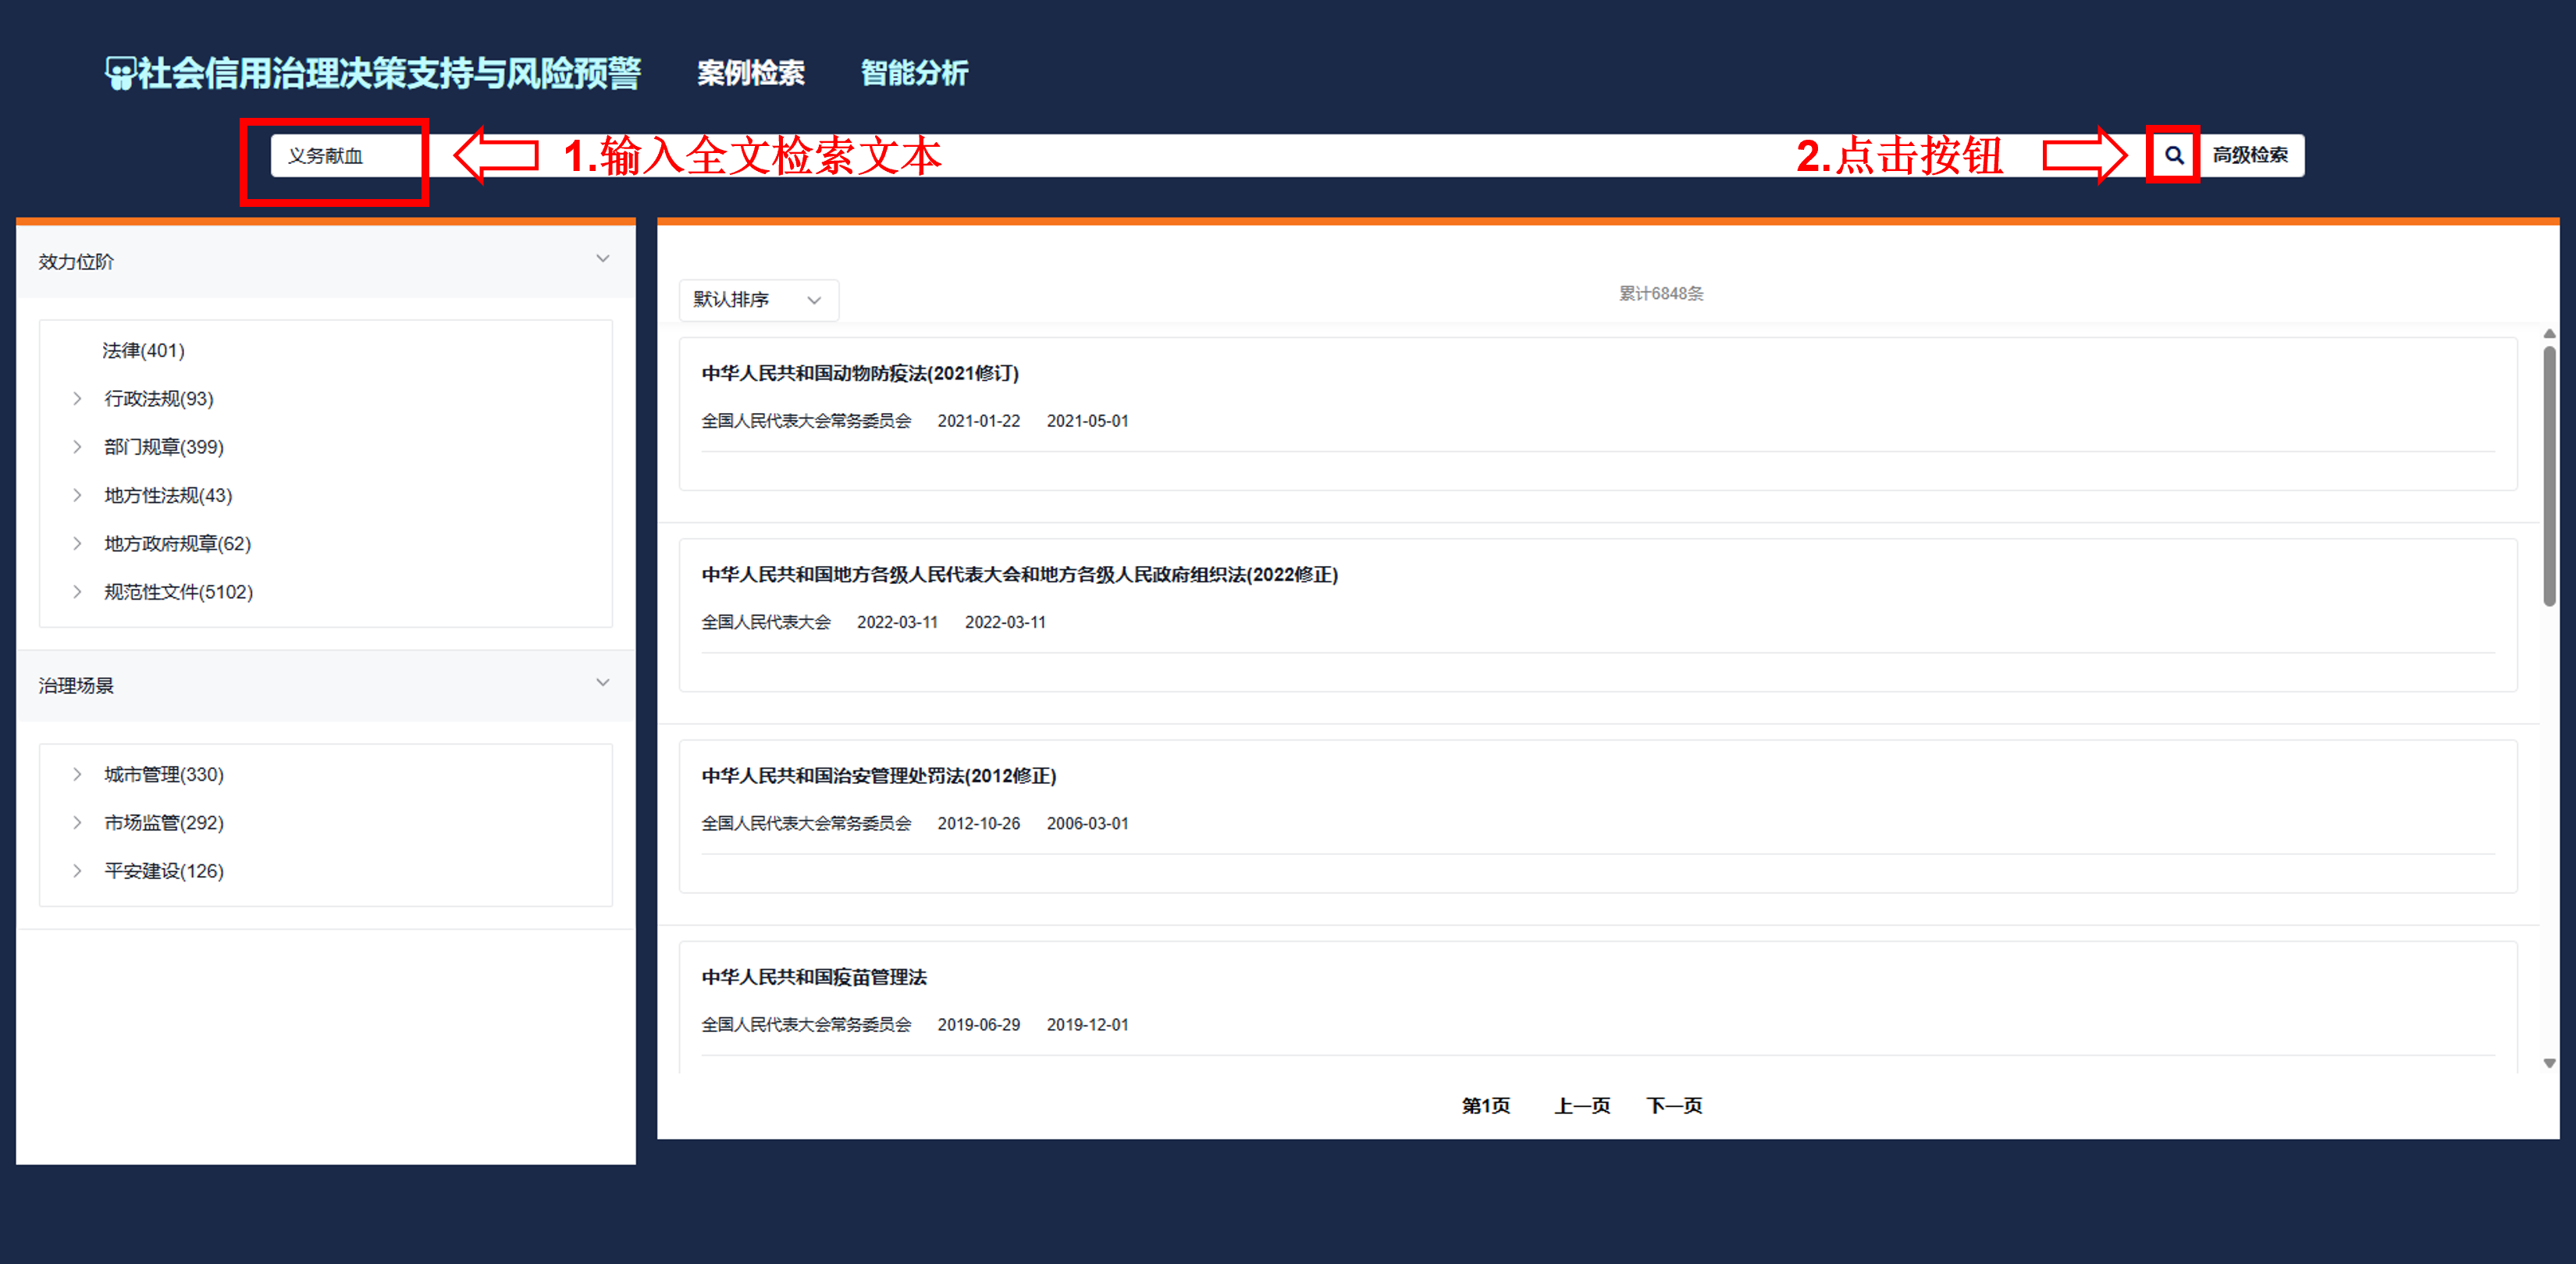 社会信用治理决策支持与风险预警 案例检索 智能分析
义务献血 1.输入全文检索文本 2.点击按钮 高级检索
效力位阶
法律(401)
行政法规(93)
部门规章(399)
地方性法规(43)
地方政府规章(62)
规范性文件(5102)
治理场景
城市管理(330)
市场监管(292)
平安建设(126)
默认排序 累计6848条
中华人民共和国动物防疫法(2021修订)
全国人民代表大会常务委员会 2021-01-22 2021-05-01
中华人民共和国地方各级人民代表大会和地方各级人民政府组织法(2022修正)
全国人民代表大会 2022-03-11 2022-03-11
中华人民共和国治安管理处罚法(2012修正)
全国人民代表大会常务委员会 2012-10-26 2006-03-01
中华人民共和国疫苗管理法
全国人民代表大会常务委员会 2019-06-29 2019-12-01
第1页 上一页 下一页